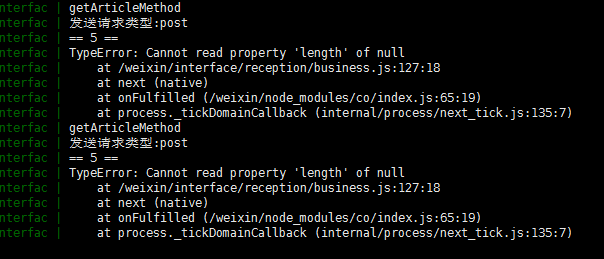 nterfac | getArticleMethod
nterfac | 发送请求类型:post
nterfac | == 5 ==
nterfac | TypeError: Cannot read property 'length' of null
nterfac |     at /weixin/interface/reception/business.js:127:18
nterfac |     at next (native)
nterfac |     at onFulfilled (/weixin/node_modules/co/index.js:65:19)
nterfac |     at process._tickDomainCallback (internal/process/next_tick.js:135:7)
nterfac | getArticleMethod
nterfac | 发送请求类型:post
nterfac | == 5 ==
nterfac | TypeError: Cannot read property 'length' of null
nterfac |     at /weixin/interface/reception/business.js:127:18
nterfac |     at next (native)
nterfac |     at onFulfilled (/weixin/node_modules/co/index.js:65:19)
nterfac |     at process._tickDomainCallback (internal/process/next_tick.js:135:7)